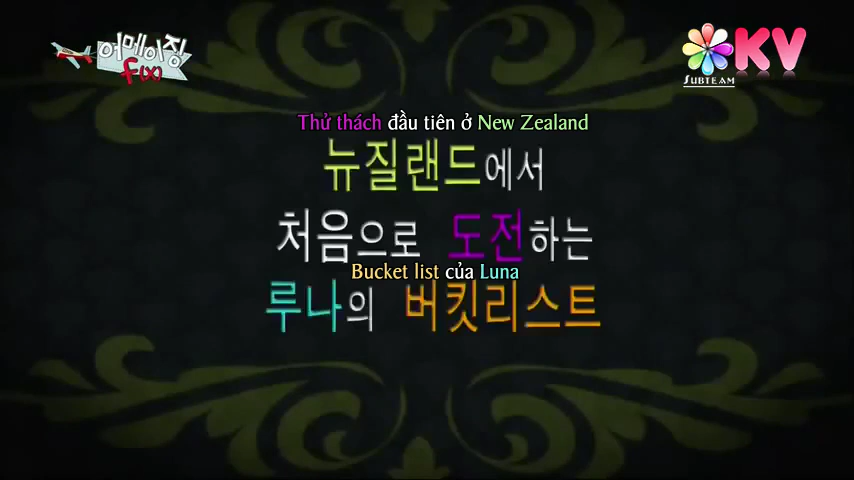 어메이징
f(x)
KV
SUBTEAM
Thử thách đầu tiên ở New Zealand
뉴질랜드에서
처음으로 도전하는
Bucket list của Luna
루나의 버킷리스트